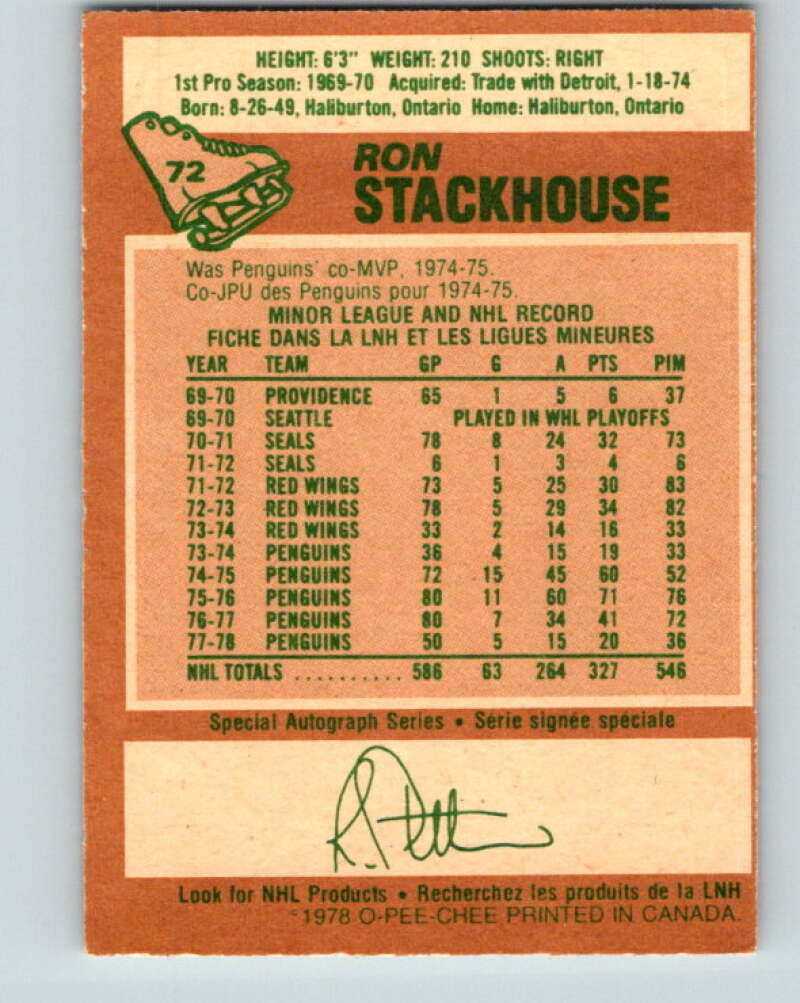 HEIGHT: 6'3" WEIGHT: 210 SHOOTS: RIGHT
1st Pro Season: 1969-70 Acquired: Trade with Detroit, 1-18-74
Born: 8-26-49, Haliburton, Ontario Home: Haliburton, Ontario
72
RON
STACKHOUSE
Was Penguins' co-MVP, 1974-75.
Co-JPU des Penguins pour 1974-75.
MINOR LEAGUE AND NHL RECORD
FICHE DANS LA LNH ET LES LIGUES MINEURES
YEAR TEAM GP G A PTS PIM
69-70 PROVIDENCE 65 1 5 6 37
69-70 SEATTLE PLAYED IN WHL PLAYOFFS
70-71 SEALS 78 8 24 32 73
71-72 SEALS 6 1 3 4 6
71-72 RED WINGS 73 5 25 30 83
72-73 RED WINGS 78 5 29 34 82
73-74 RED WINGS 33 2 14 16 33
73-74 PENGUINS 36 4 15 19 33
74-75 PENGUINS 72 15 45 60 52
75-76 PENGUINS 80 11 60 71 76
76-77 PENGUINS 80 7 34 41 72
77-78 PENGUINS 50 5 15 20 36
NHL TOTALS .......... 586 63 264 327 546
Special Autograph Series • Série signée spéciale
Look for NHL Products • Recherchez les produits de la LNH
©1978 O-PEE-CHEE PRINTED IN CANADA.